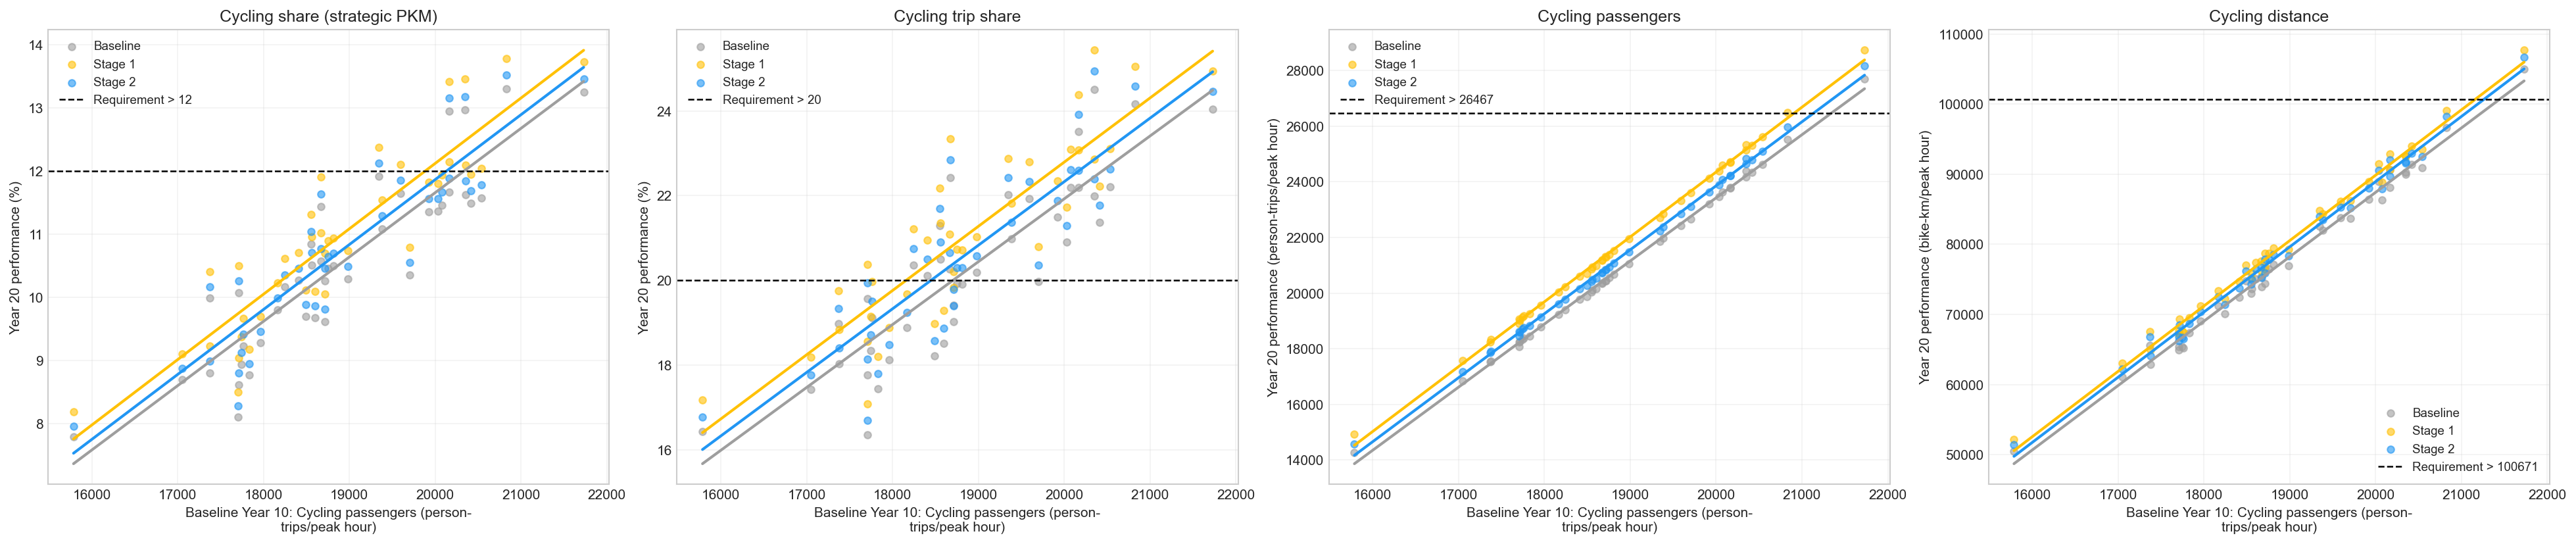 Cycling share (strategic PKM)
Year 20 performance (%)
14
13
12
11
10
9
8
Baseline
Stage 1
Stage 2
Requirement > 12
16000 17000 18000 19000 20000 21000 22000
Baseline Year 10: Cycling passengers (person-
trips/peak hour)
Cycling trip share
Year 20 performance (%)
24
22
20
18
16
Baseline
Stage 1
Stage 2
Requirement > 20
16000 17000 18000 19000 20000 21000 22000
Baseline Year 10: Cycling passengers (person-
trips/peak hour)
Cycling passengers
Year 20 performance (person-trips/peak hour)
28000
26000
24000
22000
20000
18000
16000
14000
Baseline
Stage 1
Stage 2
Requirement > 26467
16000 17000 18000 19000 20000 21000 22000
Baseline Year 10: Cycling passengers (person-
trips/peak hour)
Cycling distance
Year 20 performance (bike-km/peak hour)
110000
100000
90000
80000
70000
60000
50000
Baseline
Stage 1
Stage 2
Requirement > 100671
16000 17000 18000 19000 20000 21000 22000
Baseline Year 10: Cycling passengers (person-
trips/peak hour)